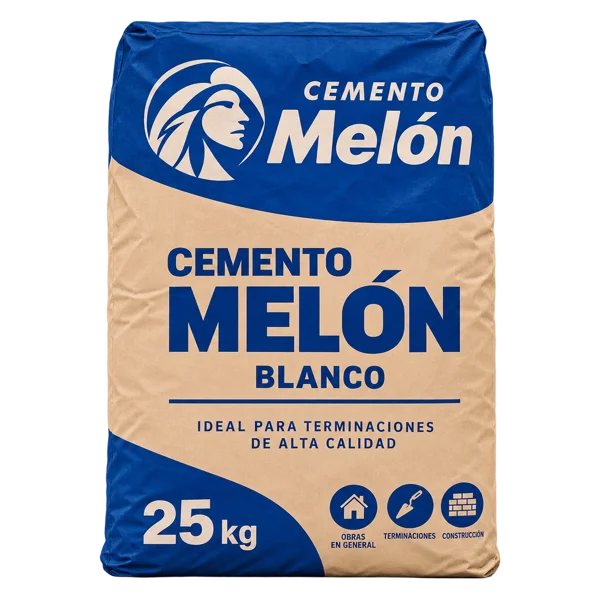 CEMENTO
Melón
CEMENTO
MELÓN
BLANCO
IDEAL PARA TERMINACIONES
DE ALTA CALIDAD
25 kg
OBRAS
EN GENERAL
TERMINACIONES
CONSTRUCCIÓN